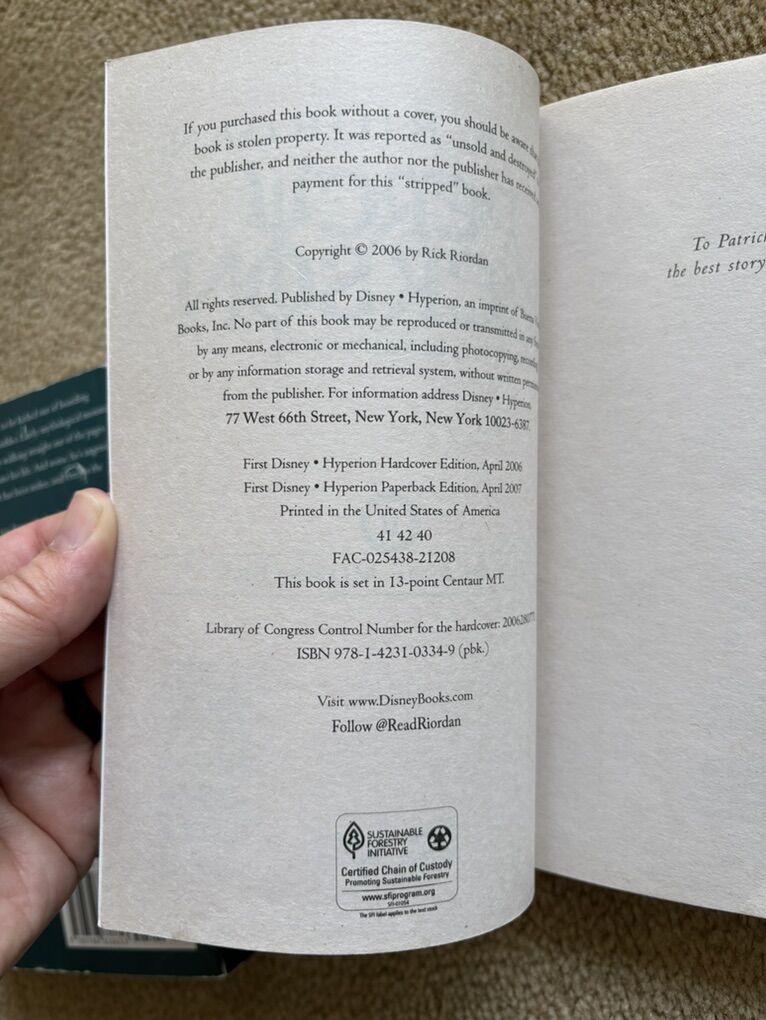 If you purchased this book without a cover, you should be aware that
book is stolen property. It was reported as "unsold and destroyed"
the publisher, and neither the author nor the publisher has received
payment for this "stripped" book.
Copyright © 2006 by Rick Riordan
All rights reserved. Published by Disney • Hyperion, an imprint of Buena
Books, Inc. No part of this book may be reproduced or transmitted in any
by any means, electronic or mechanical, including photocopying,
or by any information storage and retrieval system, without written
from the publisher. For information address Disney • Hyperion
77 West 66th Street, New York, New York 10023-6387.
First Disney • Hyperion Hardcover Edition, April 2006
First Disney • Hyperion Paperback Edition, April 2007
Printed in the United States of America
41 42 40
FAC-025438-21208
This book is set in 13-point Centaur MT.
Library of Congress Control Number for the hardcover:
ISBN 978-1-4231-0334-9 (pbk.)
Visit www.DisneyBooks.com
Follow @ReadRiordan
SUSTAINABLE
FORESTRY
INITIATIVE
Certified Chain of Custody
Promoting Sustainable Forestry
www.sfiprogram.org
SFI-01054
The SFI label applies to the text stock
To Patrick
the best story